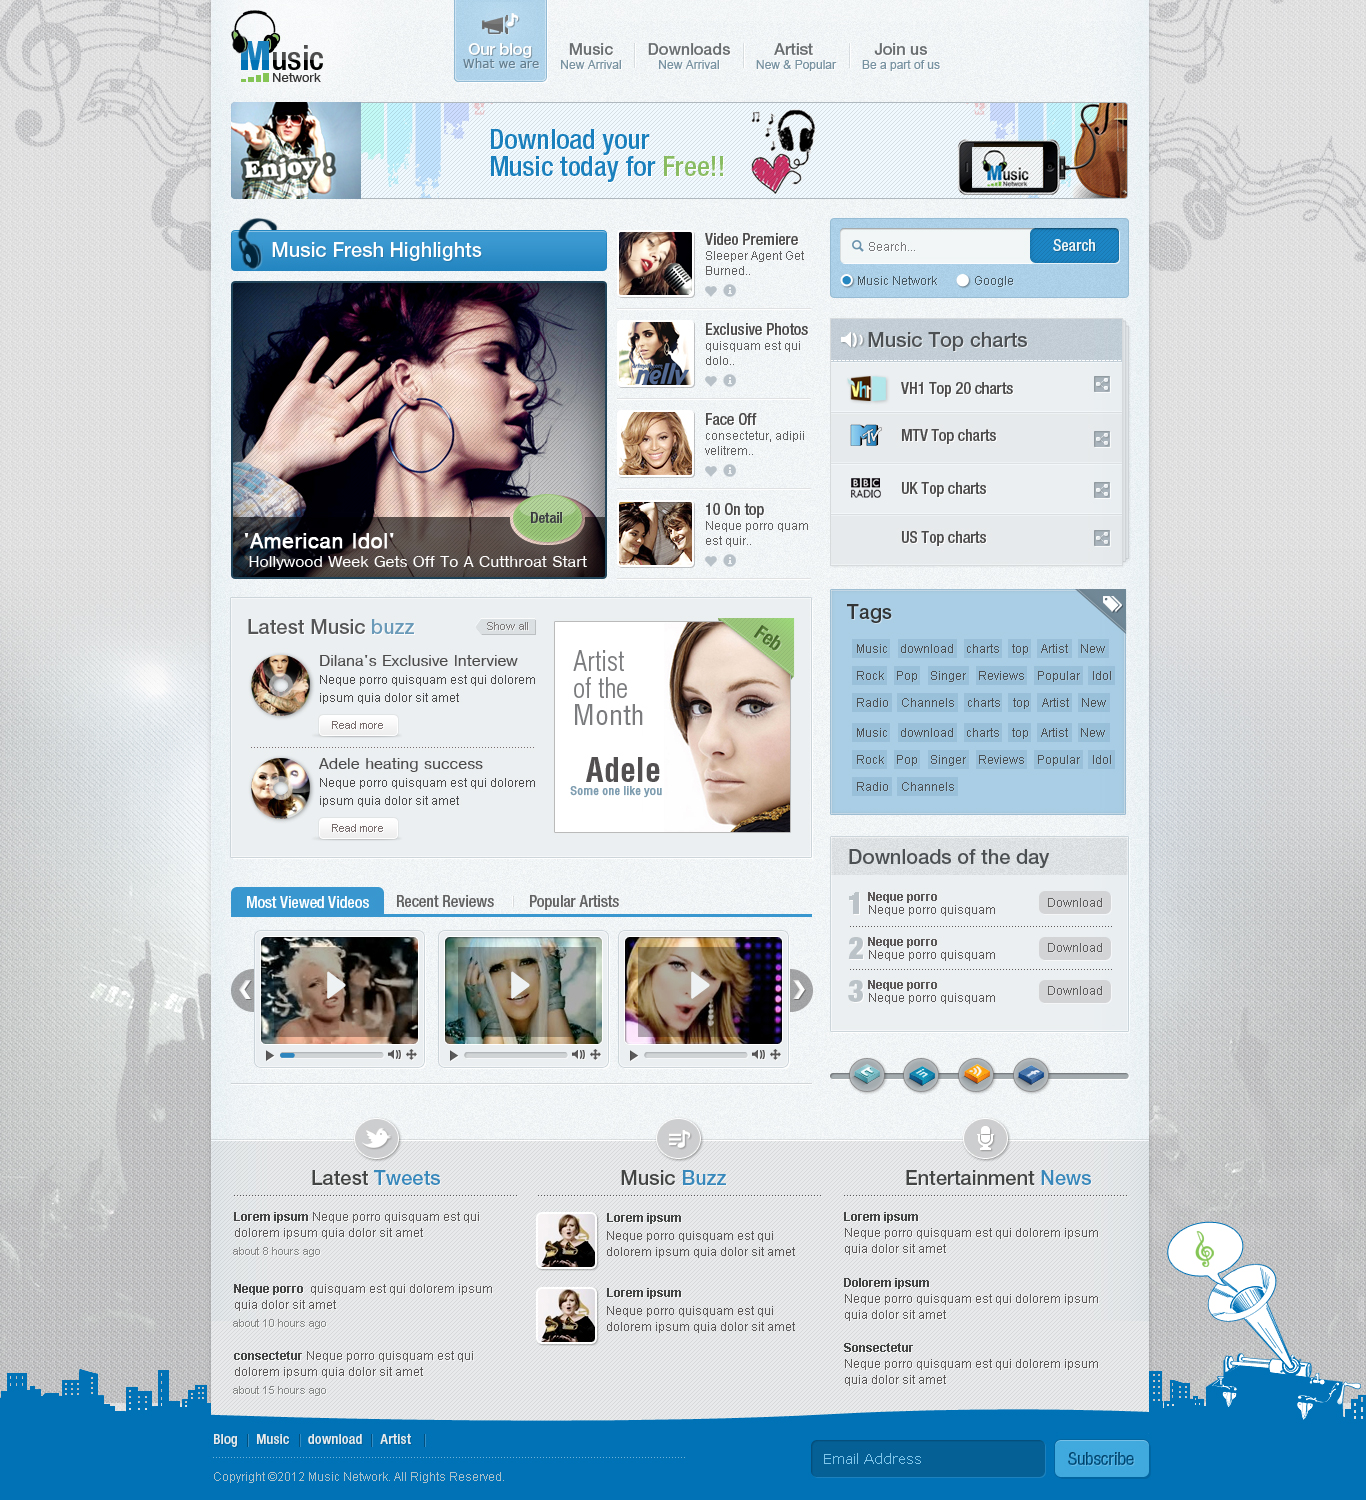 Music
Network
Our blog
What we are
Music
New Arrival
Downloads
New Arrival
Artist
New & Popular
Join us
Be a part of us
Enjoy!
Download your
Music today for Free!!
Music
Network
Music Fresh Highlights
'American Idol'
Hollywood Week Gets Off To A Cutthroat Start
Detail
Video Premiere
Sleeper Agent Get
Burned..
Exclusive Photos
quisquam est qui
dolo..
nelly
Face Off
consectetur, adipii
velitrem..
10 On top
Neque porro quam
est quir..
Search...
Search
Music Network
Google
Music Top charts
VH1
VH1 Top 20 charts
MTV
MTV Top charts
BBC
RADIO
UK Top charts
US Top charts
Latest Music buzz
Show all
Dilana's Exclusive Interview
Neque porro quisquam est qui dolorem
ipsum quia dolor sit amet
Read more
Adele heating success
Neque porro quisquam est qui dolorem
ipsum quia dolor sit amet
Read more
Feb
Artist
of the
Month
Adele
Some one like you
Tags
Music download charts top Artist New
Rock Pop Singer Reviews Popular Idol
Radio Channels charts top Artist New
Music download charts top Artist New
Rock Pop Singer Reviews Popular Idol
Radio Channels
Downloads of the day
1 Neque porro
Neque porro quisquam
Download
2 Neque porro
Neque porro quisquam
Download
3 Neque porro
Neque porro quisquam
Download
Most Viewed Videos
Recent Reviews
Popular Artists
in
f
Latest Tweets
Lorem ipsum Neque porro quisquam est qui
dolorem ipsum quia dolor sit amet
about 8 hours ago
Neque porro quisquam est qui dolorem ipsum
quia dolor sit amet
about 10 hours ago
consectetur Neque porro quisquam est qui
dolorem ipsum quia dolor sit amet
about 15 hours ago
Music Buzz
Lorem ipsum
Neque porro quisquam est qui
dolorem ipsum quia dolor sit amet
Lorem ipsum
Neque porro quisquam est qui
dolorem ipsum quia dolor sit amet
Entertainment News
Lorem ipsum
Neque porro quisquam est qui dolorem ipsum
quia dolor sit amet
Dolorem ipsum
Neque porro quisquam est qui dolorem ipsum
quia dolor sit amet
Sonsectetur
Neque porro quisquam est qui dolorem ipsum
quia dolor sit amet
Blog
Music
download
Artist
Copyright ©2012 Music Network. All Rights Reserved.
Email Address
Subscribe